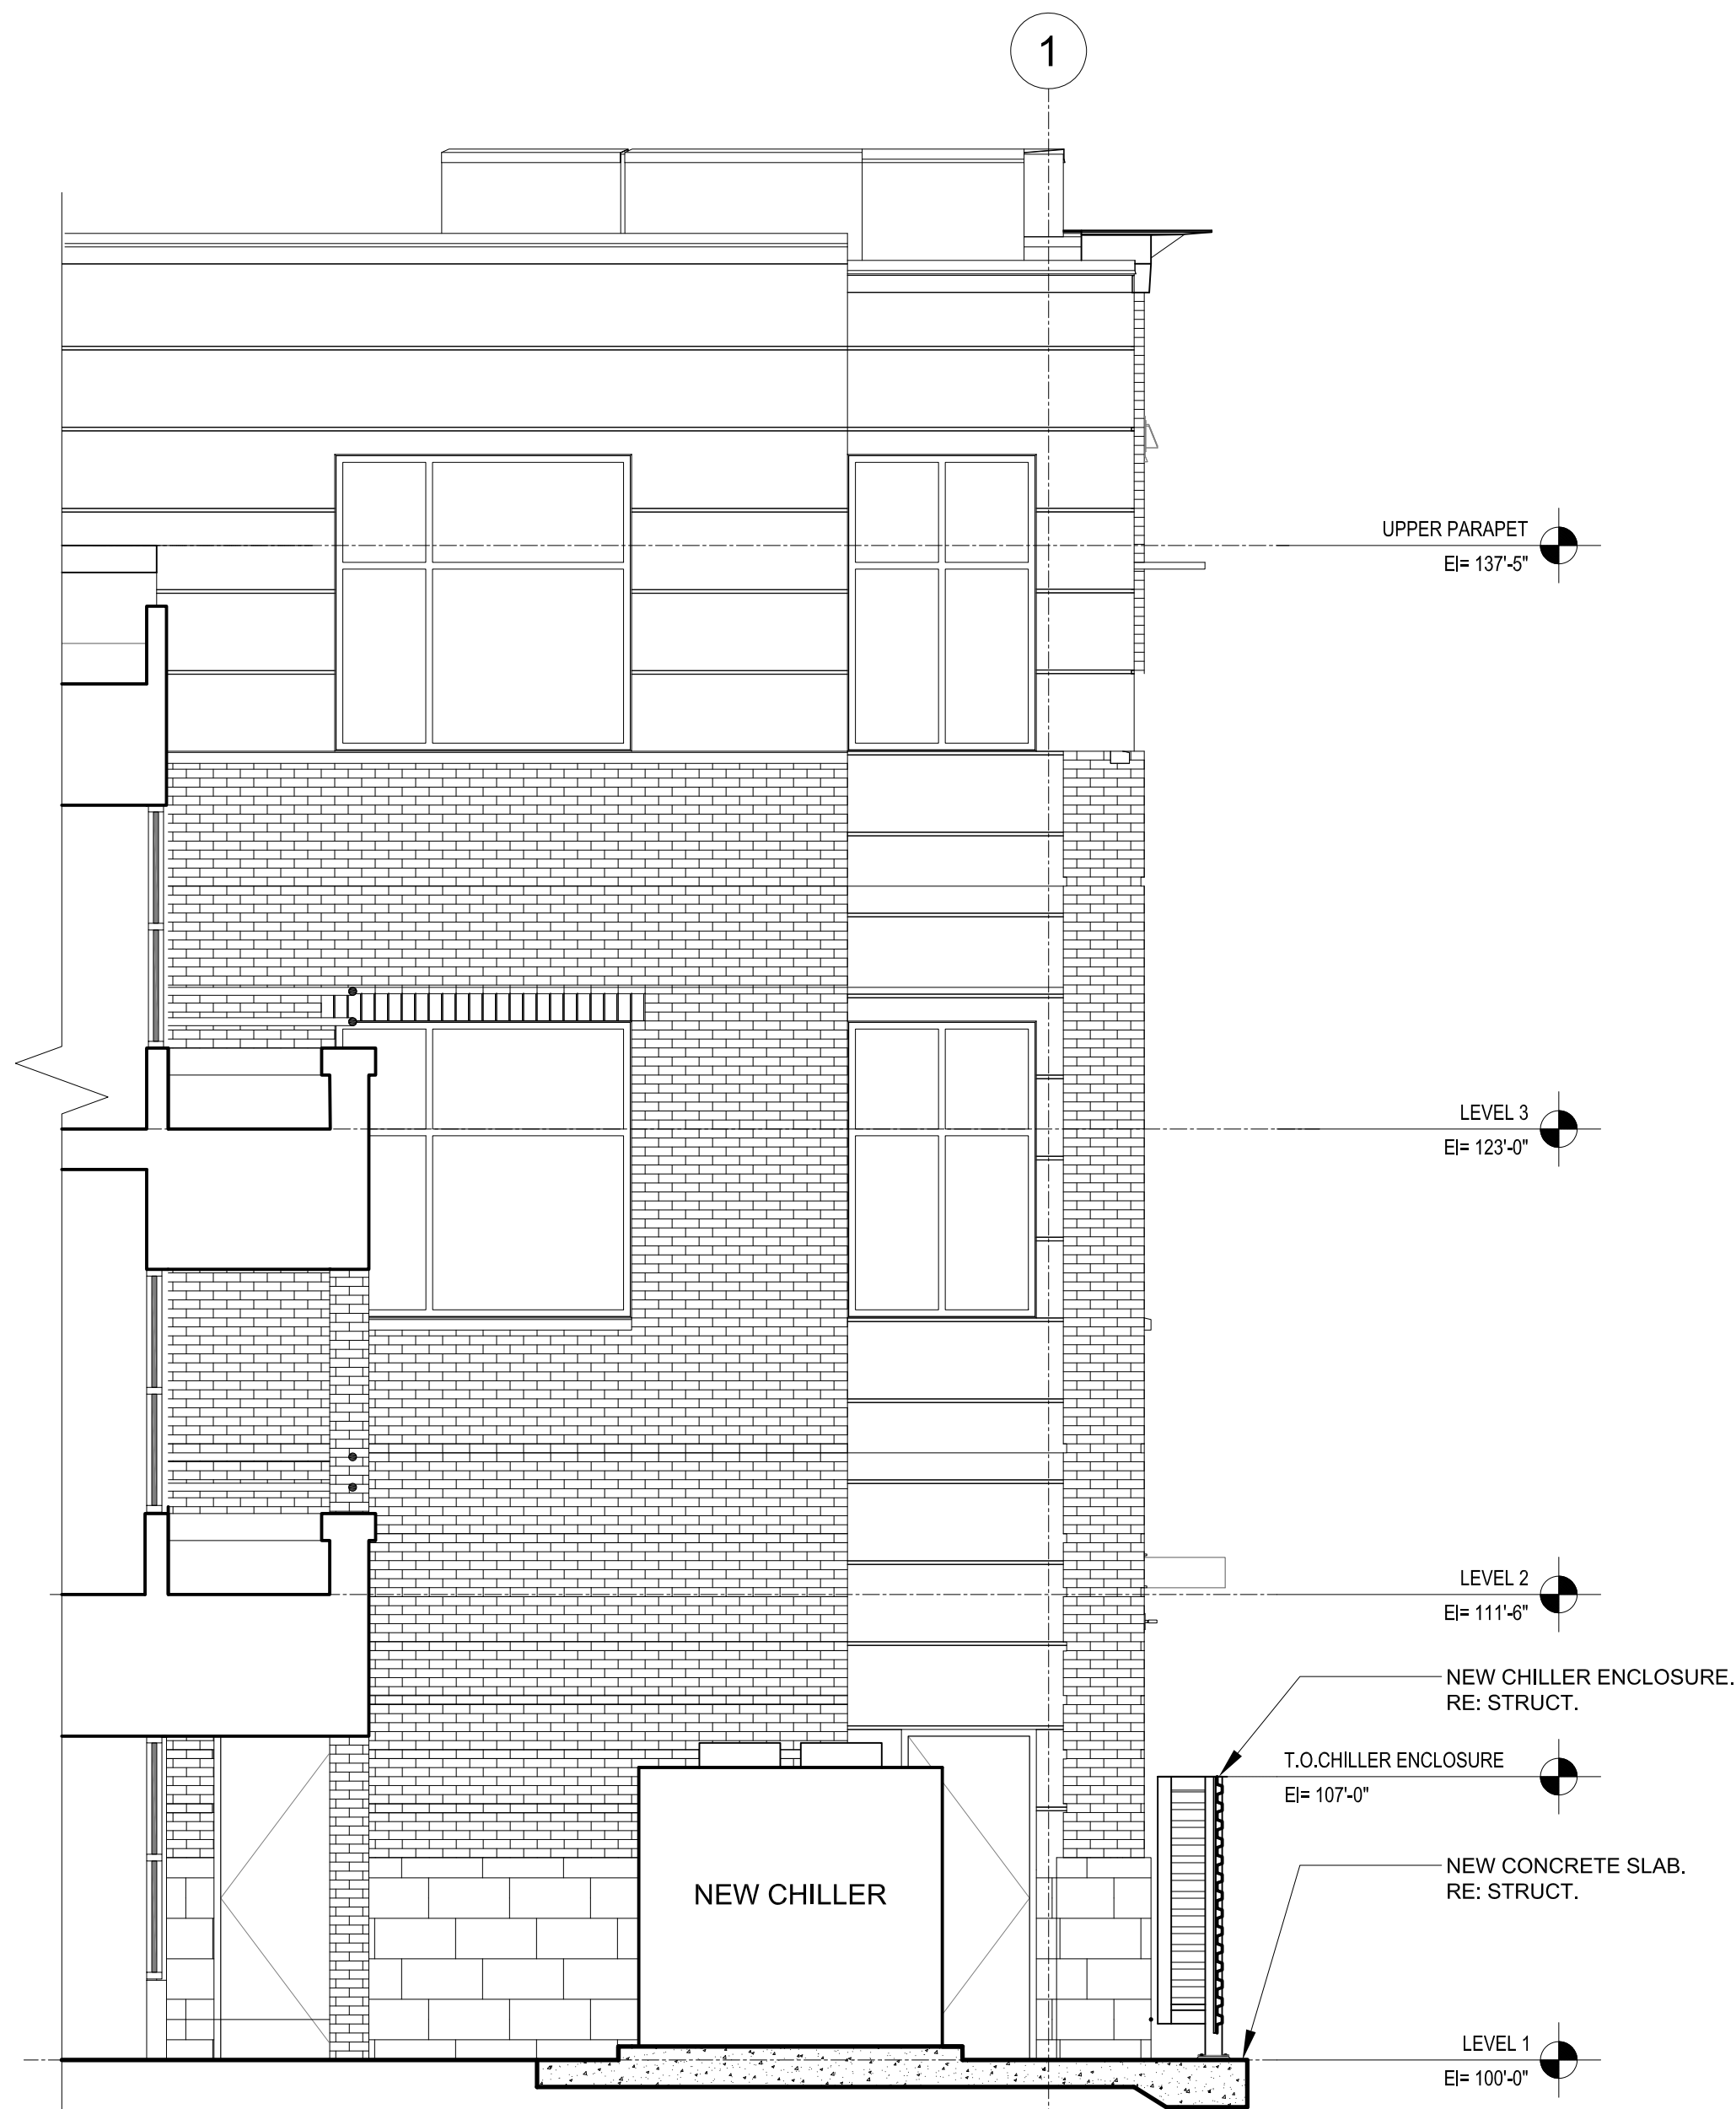 1
UPPER PARAPET
El= 137'-5"
LEVEL 3
El= 123'-0"
LEVEL 2
El= 111'-6"
NEW CHILLER ENCLOSURE.
RE: STRUCT.
T.O.CHILLER ENCLOSURE
El= 107'-0"
NEW CONCRETE SLAB.
RE: STRUCT.
NEW CHILLER
LEVEL 1
El= 100'-0"